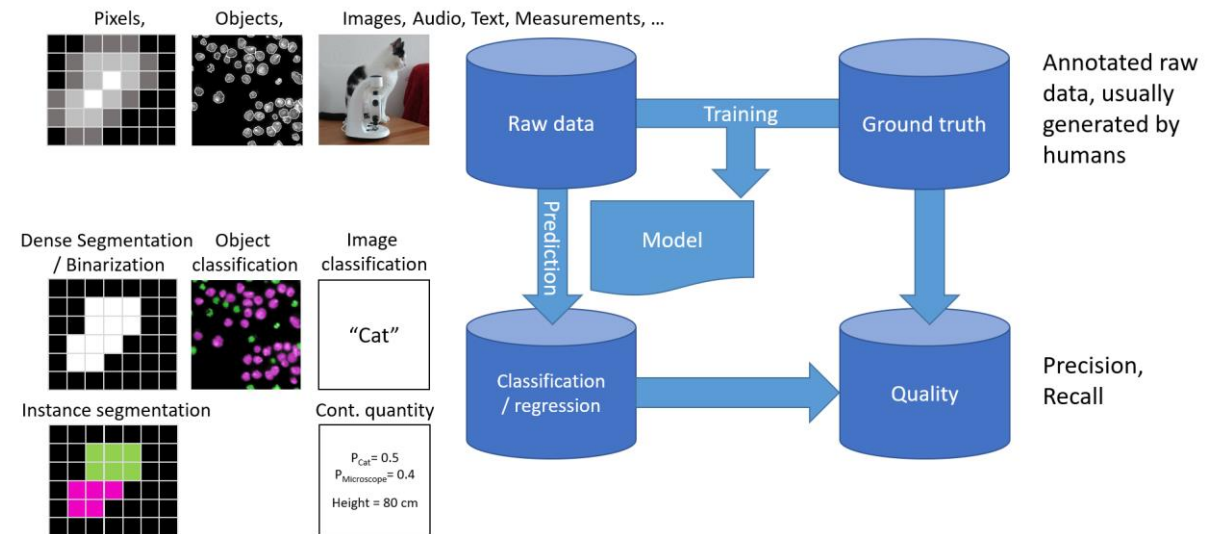 Pixels,
Objects,
Images, Audio, Text, Measurements, …
Raw data
Training
Ground truth
Annotated raw
data, usually
generated by
humans
Prediction
Model
Dense Segmentation
/ Binarization
Object
classification
Image
classification
“Cat”
Classification
/ regression
Quality
Precision,
Recall
Instance segmentation
Cont. quantity
PCat= 0.5
PMicroscope= 0.4
Height = 80 cm